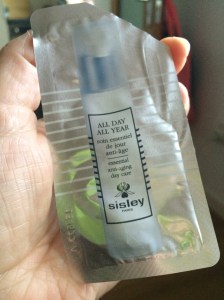 ALL DAY
ALL YEAR
soin essentiel
de jour
anti-âge
essential
anti-aging
day care
sisley
PARIS